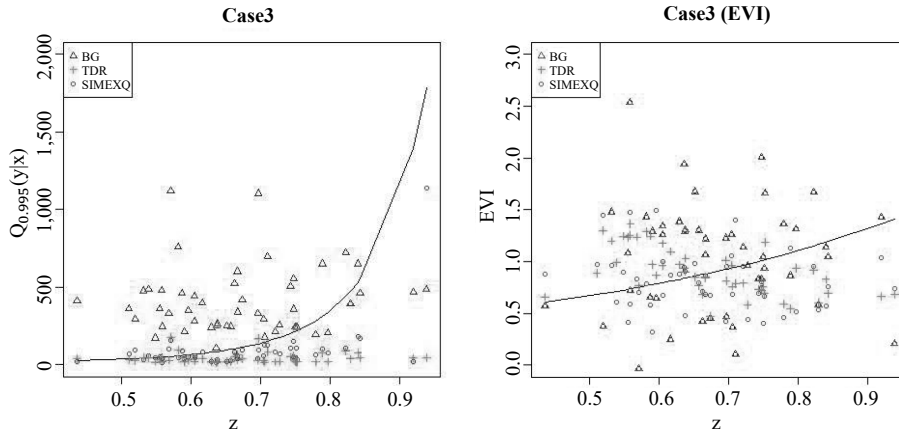 Case3
Q0.995(y|x)
2,000
1,500
1,000
500
0
BG
TDR
SIMEXQ
0.5 0.6 0.7 0.8 0.9
z
Case3 (EVI)
EVI
3.0
2.5
2.0
1.5
1.0
0.5
0.0
BG
TDR
SIMEXQ
0.5 0.6 0.7 0.8 0.9
z